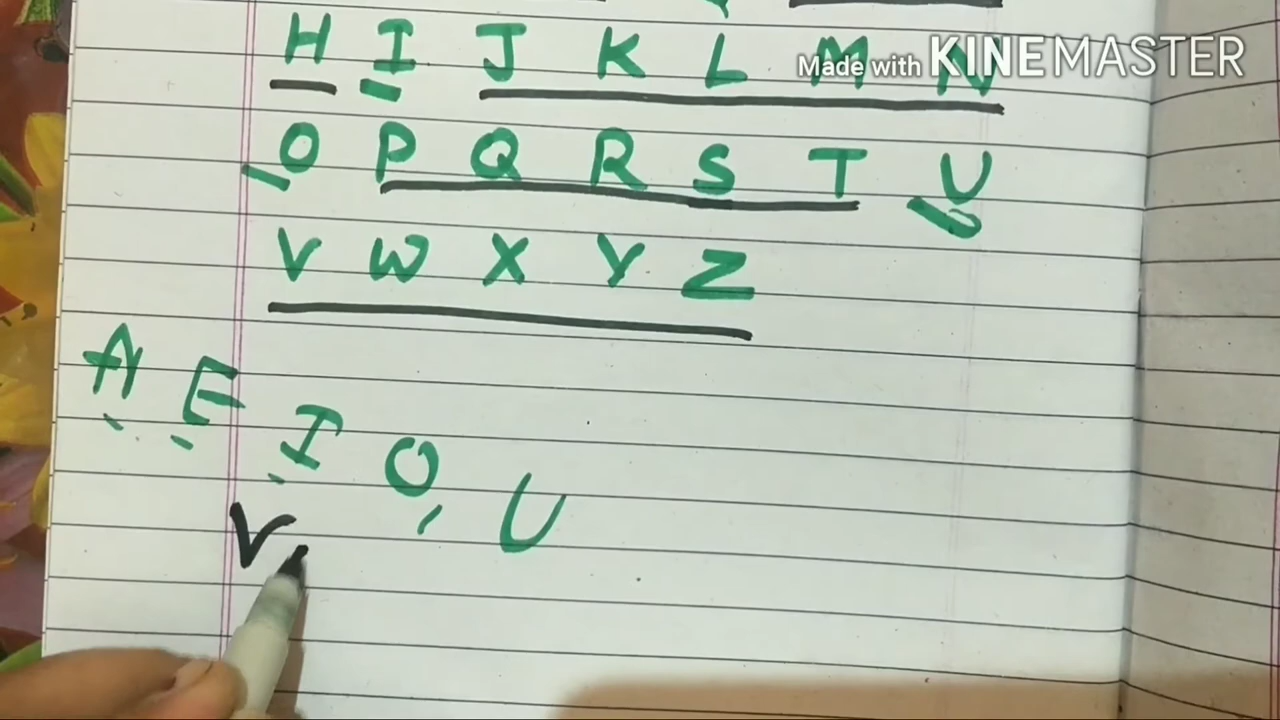 Made with KINEMASTER
H I J K L M N
O P Q R S T U
V W X Y Z
A E I O, U
V